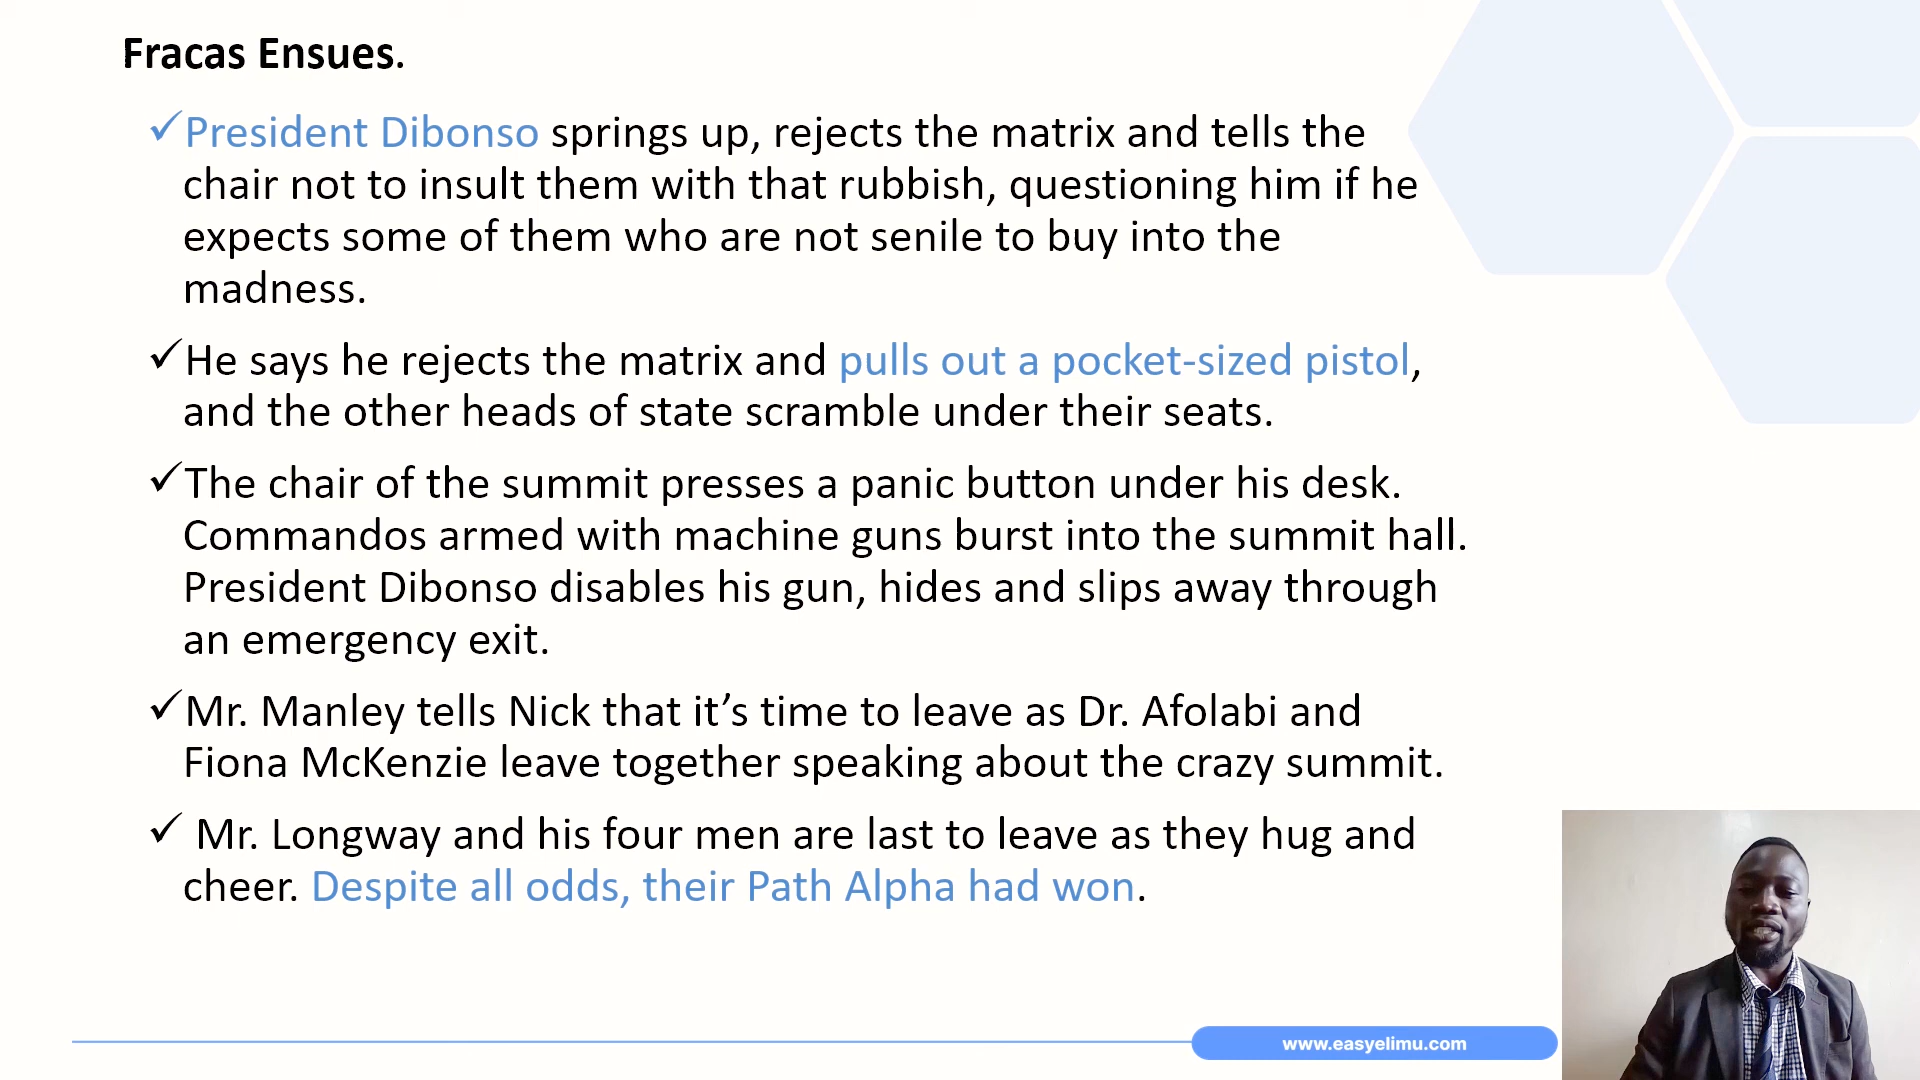 Fracas Ensues.
✓President Dibonso springs up, rejects the matrix and tells the
chair not to insult them with that rubbish, questioning him if he
expects some of them who are not senile to buy into the
madness.
✓He says he rejects the matrix and pulls out a pocket-sized pistol,
and the other heads of state scramble under their seats.
✓The chair of the summit presses a panic button under his desk.
Commandos armed with machine guns burst into the summit hall.
President Dibonso disables his gun, hides and slips away through
an emergency exit.
✓Mr. Manley tells Nick that it’s time to leave as Dr. Afolabi and
Fiona McKenzie leave together speaking about the crazy summit.
✓ Mr. Longway and his four men are last to leave as they hug and
cheer. Despite all odds, their Path Alpha had won.
www.easyelimu.com